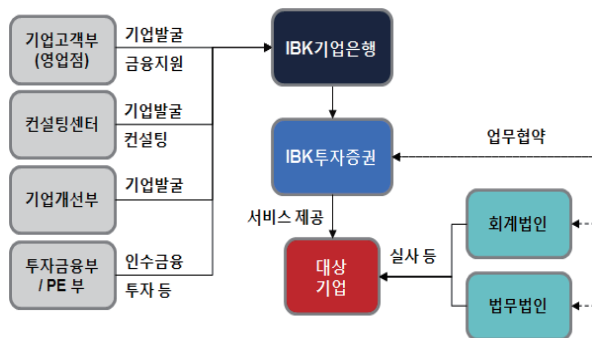 기업고객부
(영업점)
기업발굴
금융지원
IBK기업은행
컨설팅센터
기업발굴
컨설팅
IBK투자증권
업무협약
기업개선부
기업발굴
서비스 제공
회계법인
투자금융부
/ PE 부
인수금융
투자 등
대상
기업
실사 등
법무법인